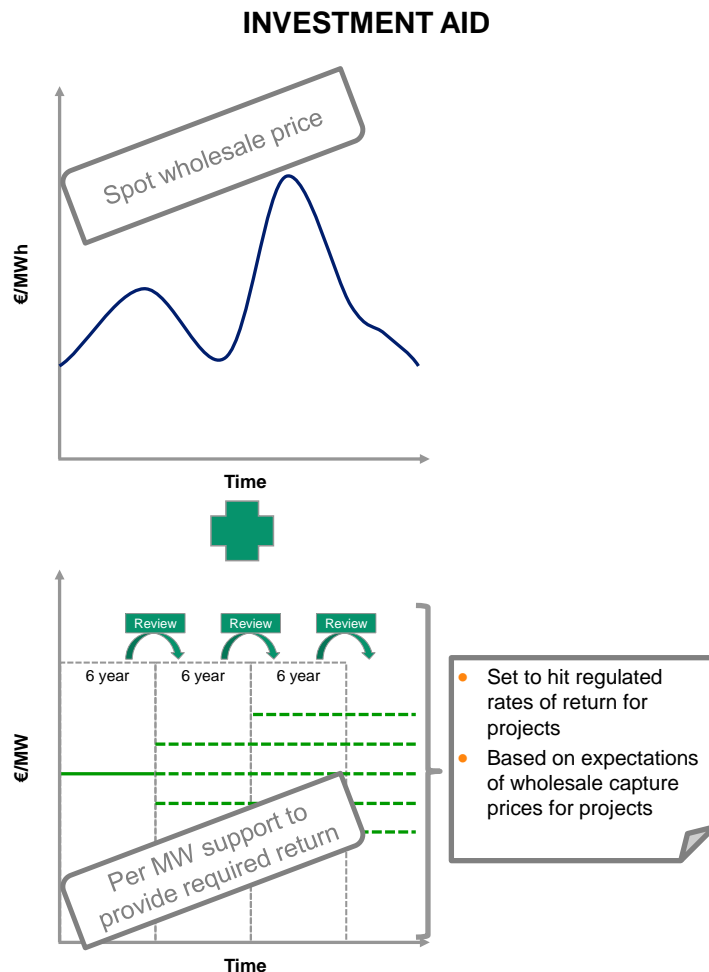 INVESTMENT AID
Spot wholesale price
€/MWh
Time
Review
Review
Review
6 year
6 year
6 year
€/MW
Per MW support to
provide required return
Time
• Set to hit regulated
rates of return for
projects
• Based on expectations
of wholesale capture
prices for projects